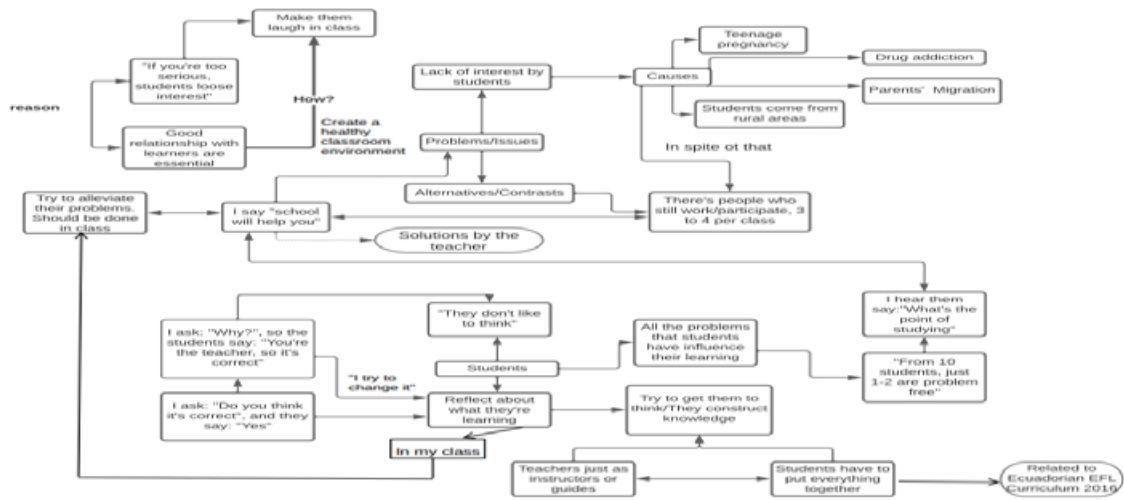 Make them
laugh in class
"If you're too
serious,
students loose
interest"
reason
How?
Create a
healthy
classroom
environment
Good
relationship with
learners are
essential
Lack of interest by
students
Causes
Teenage
pregnancy
Drug addiction
Parents' Migration
Students come from
rural areas
Problems/Issues
In spite ot that
Alternatives/Contrasts
There's people who
still work/participate, 3
to 4 per class
Try to alleviate
their problems.
Should be done
in class
I say "school
will help you"
Solutions by the
teacher
I hear them
say:"What's the
point of
studying"
"They don't like
to think"
I ask: "Why?", so the
students say: "You're
the teacher, so it's
correct"
All the problems
that students
have influence
their learning
"From 10
students, just
1-2 are problem
free"
Students
"I try to
change it"
I ask: "Do you think
it's correct", and they
say: "Yes"
Reflect about
what they're
learning
Try to get them to
think/They construct
knowledge
In my class
Teachers just as
instructors or
guides
Students have to
put everything
together
Related to
Ecuadorian EFL
Curriculum 2016